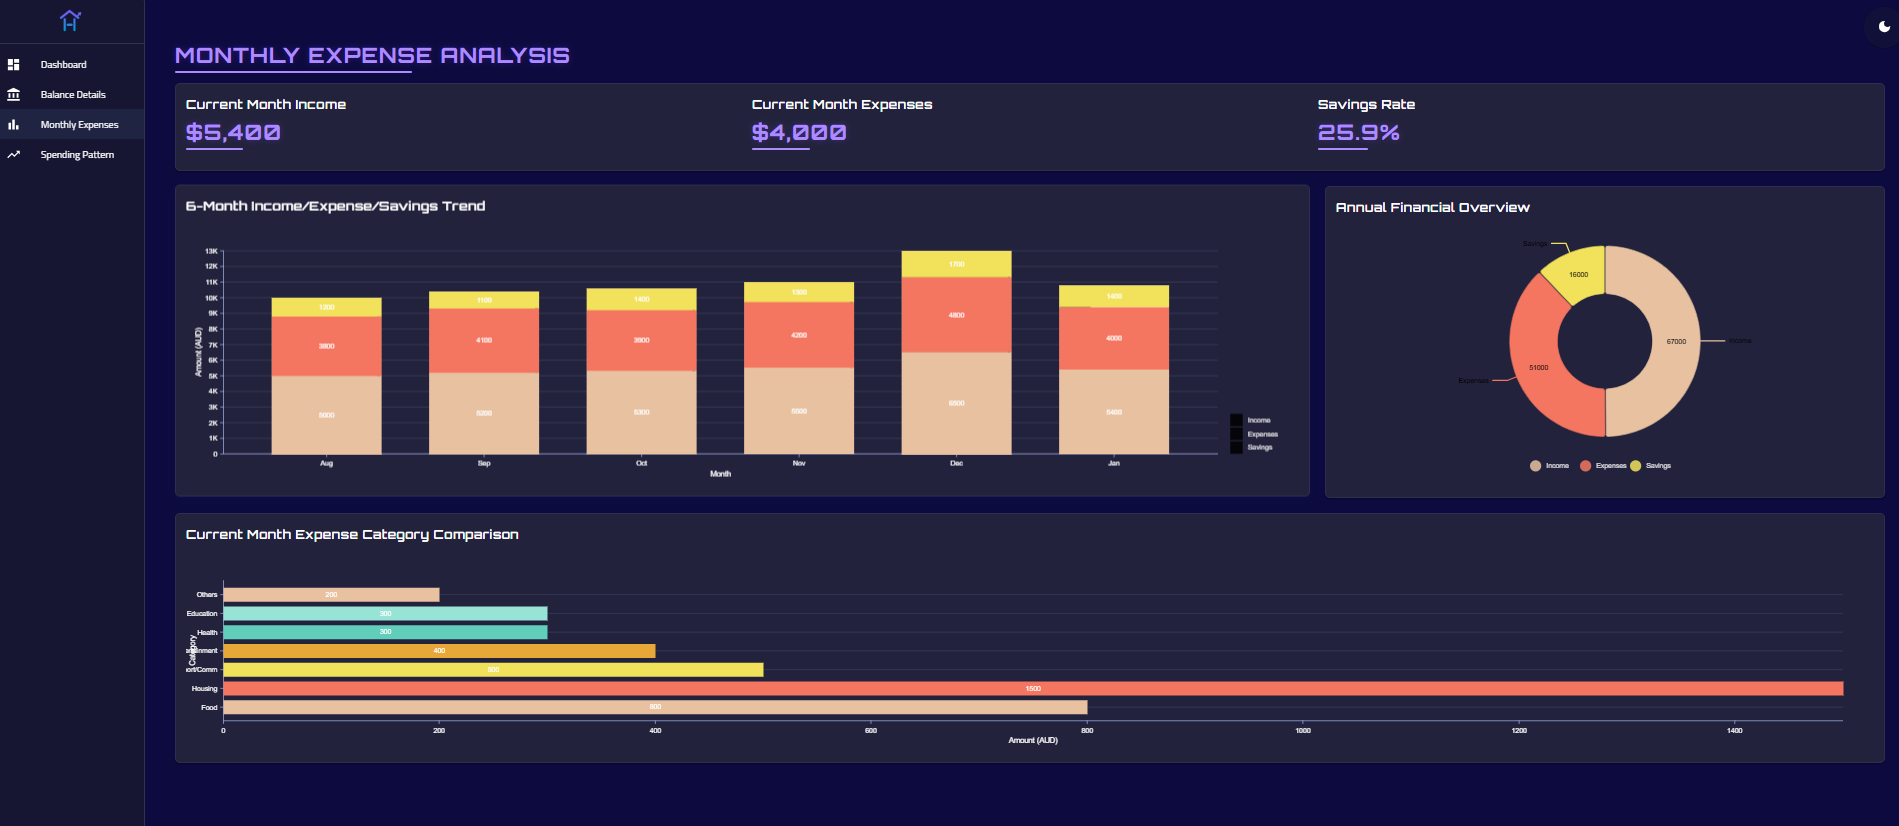 Dashboard
Balance Details
Monthly Expenses
Spending Pattern
MONTHLY EXPENSE ANALYSIS
Current Month Income
$5,400
Current Month Expenses
$4,000
Savings Rate
25.9%
6-Month Income/Expense/Savings Trend
13K
12K
11K
10K
9K
8K
7K
6K
5K
4K
3K
2K
1K
0
Amount (AUD)
1200
3800
5000
1100
4100
5200
1400
3900
5300
1300
4200
5500
1700
4800
6500
1400
4000
5400
Aug
Sep
Oct
Nov
Dec
Jan
Month
Income
Expenses
Savings
Annual Financial Overview
Savings
16000
67000
Income
51000
Expenses
Income
Expenses
Savings
Current Month Expense Category Comparison
Category
Others
200
Education
300
Health
300
ainment
400
ort/Comm
500
Housing
1500
Food
800
0
200
400
600
800
1000
1200
1400
Amount (AUD)